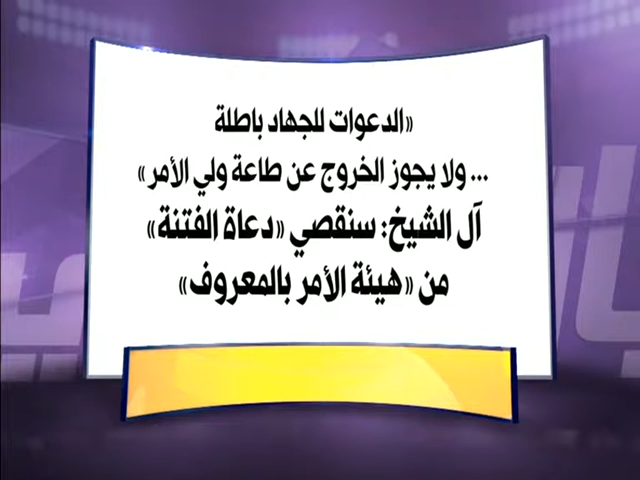 «الدعوات للجهاد باطلة
... ولا يجوز الخروج عن طاعة ولي الأمر»
آل الشيخ: سنقصي «دعاة الفتنة»
من «هيئة الأمر بالمعروف»